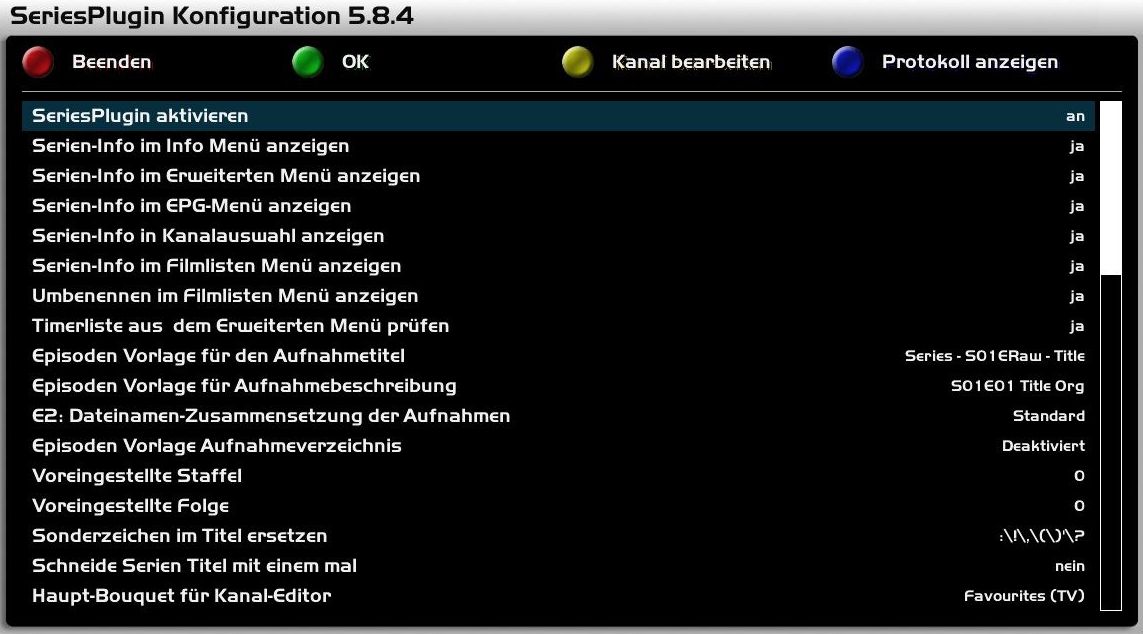 SeriesPlugin Konfiguration 5.8.4
Beenden OK Kanal bearbeiten Protokoll anzeigen
SeriesPlugin aktivieren an
Serien-Info im Info Menü anzeigen ja
Serien-Info im Erweiterten Menü anzeigen ja
Serien-Info im EPG-Menü anzeigen ja
Serien-Info in Kanalauswahl anzeigen ja
Serien-Info im Filmlisten Menü anzeigen ja
Umbenennen im Filmlisten Menü anzeigen ja
Timerliste aus  dem Erweiterten Menü prüfen ja
Episoden Vorlage für den Aufnahmetitel Series - S01ERaw - Title
Episoden Vorlage für Aufnahmebeschreibung S01E01 Title Org
E2: Dateinamen-Zusammensetzung der Aufnahmen Standard
Episoden Vorlage Aufnahmeverzeichnis Deaktiviert
Voreingestellte Staffel 0
Voreingestellte Folge 0
Sonderzeichen im Titel ersetzen :\!\,\(\)'\?
Schneide Serien Titel mit einem mal nein
Haupt-Bouquet für Kanal-Editor Favourites (TV)